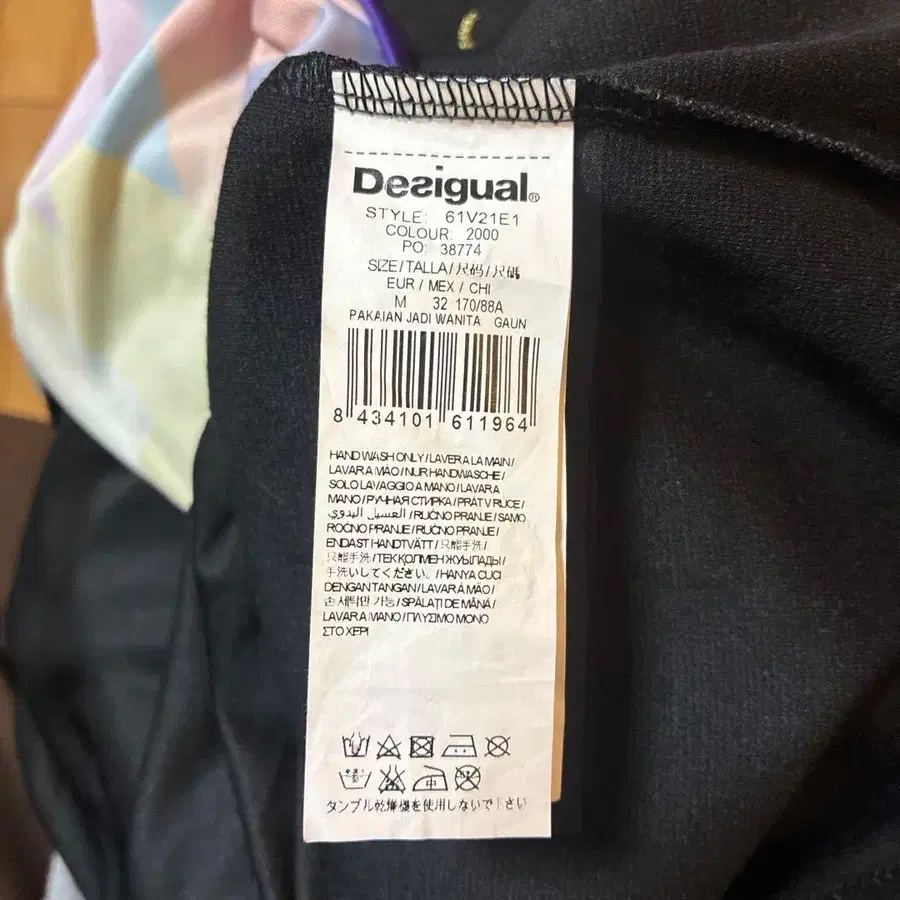 Desigual®
STYLE: 61V21E1
COLOUR: 2000
PO: 38774
SIZE/TALLA/尺码/尺碼
EUR / MEX / CHI
M 32 170/88A
PAKAIAN JADI WANITA GAUN
8 434101 611964
HAND WASH ONLY/LAVER A LA MAIN/
LAVAR A MÃO/NUR HANDWASCHE/
SOLO LAVAGGIO A MANO/LAVAR A
MANO/РУЧНАЯ СТИРКА/PRAT V RUCE/
الغسيل اليدوي/RUČNO PRANJE/SAMO
ROČNO PRANJE/RUČNO PRANJE/
ENDAST HANDTVÄTT/只能手洗/
只能手洗/ТЕК ҚОЛМЕН ЖУЫЛАДЫ/
手洗いしてください。/HANYA CUCI
DENGAN TANGAN/LAVAR A MÃO/
손 세탁만 가능/SPĂLAȚI DE MÂNĂ/
LAVAR A MANO/ΠΛΥΣΙΜΟ ΜΟΝΟ
ΣΤΟ ΧΕΡΙ
タンブル乾燥機を使用しないで下さい